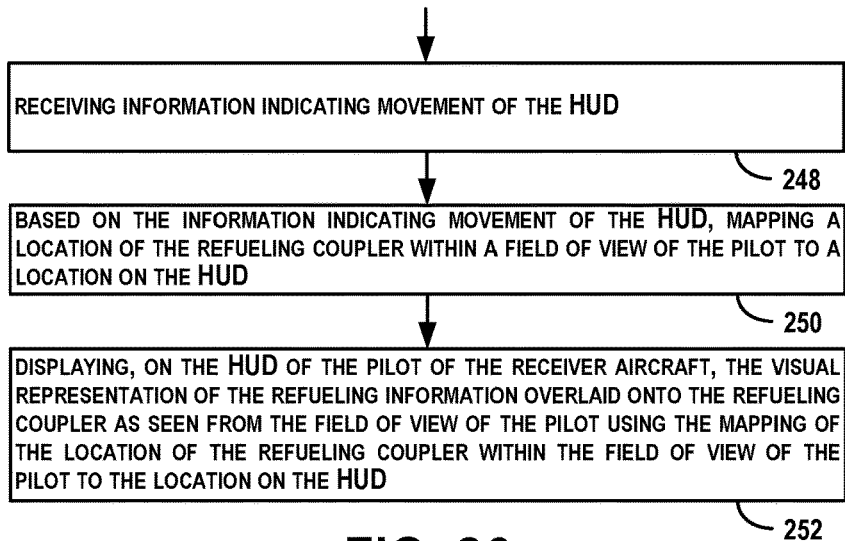 RECEIVING INFORMATION INDICATING MOVEMENT OF THE HUD
248
BASED ON THE INFORMATION INDICATING MOVEMENT OF THE HUD, MAPPING A
LOCATION OF THE REFUELING COUPLER WITHIN A FIELD OF VIEW OF THE PILOT TO A
LOCATION ON THE HUD
250
DISPLAYING, ON THE HUD OF THE PILOT OF THE RECEIVER AIRCRAFT, THE VISUAL
REPRESENTATION OF THE REFUELING INFORMATION OVERLAID ONTO THE REFUELING
COUPLER AS SEEN FROM THE FIELD OF VIEW OF THE PILOT USING THE MAPPING OF
THE LOCATION OF THE REFUELING COUPLER WITHIN THE FIELD OF VIEW OF THE
PILOT TO THE LOCATION ON THE HUD
252